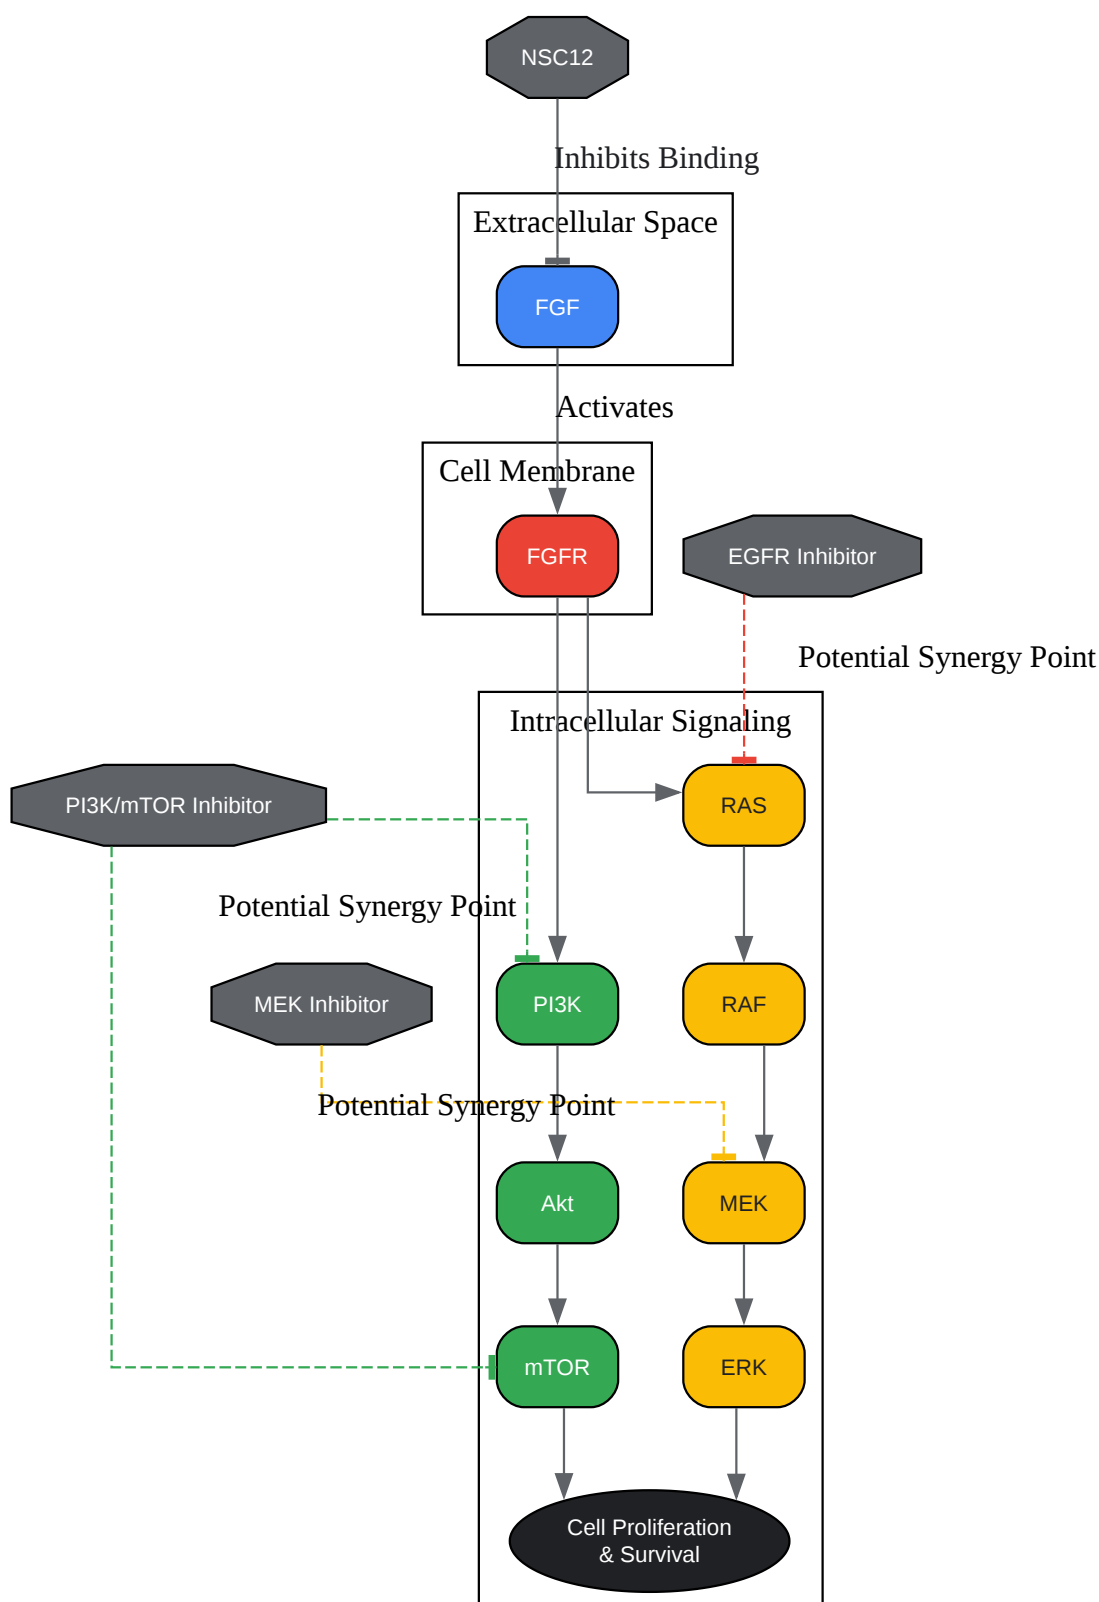 NSC12
Inhibits Binding
Extracellular Space
FGF
Activates
Cell Membrane
FGFR
EGFR Inhibitor
Potential Synergy Point
Intracellular Signaling
PI3K/mTOR Inhibitor
RAS
Potential Synergy Point
MEK Inhibitor
PI3K
RAF
Potential Synergy Point
Akt
MEK
mTOR
ERK
Cell Proliferation
& Survival